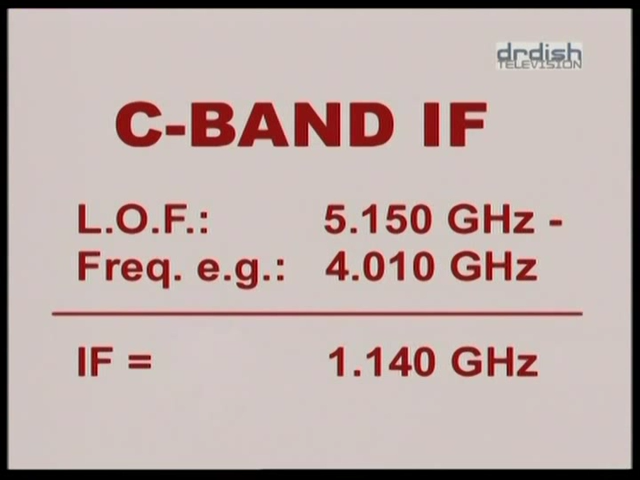 drdish
TELEVISION
C-BAND IF
L.O.F.: 5.150 GHz -
Freq. e.g.: 4.010 GHz
IF = 1.140 GHz